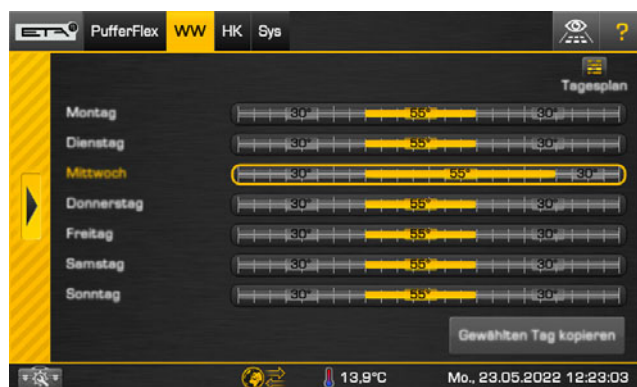 ETA PufferFlex WW HK Sys ?
Tagesplan
Montag 30° 55° 30°
Dienstag 30° 55° 30°
Mittwoch 30° 55° 30°
Donnerstag 30° 55° 30°
Freitag 30° 55° 30°
Samstag 30° 55° 30°
Sonntag 30° 55° 30°
Gewählten Tag kopieren
13,9°C Mo., 23.05.2022 12:23:03